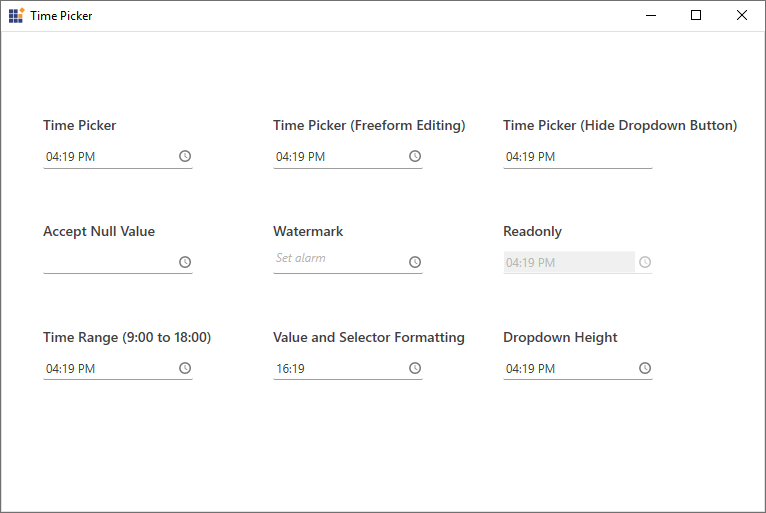 Time Picker
Time Picker Time Picker (Freeform Editing) Time Picker (Hide Dropdown Button)
04:19 PM 04:19 PM 04:19 PM
Accept Null Value Watermark Readonly
Set alarm 04:19 PM
Time Range (9:00 to 18:00) Value and Selector Formatting Dropdown Height
04:19 PM 16:19 04:19 PM